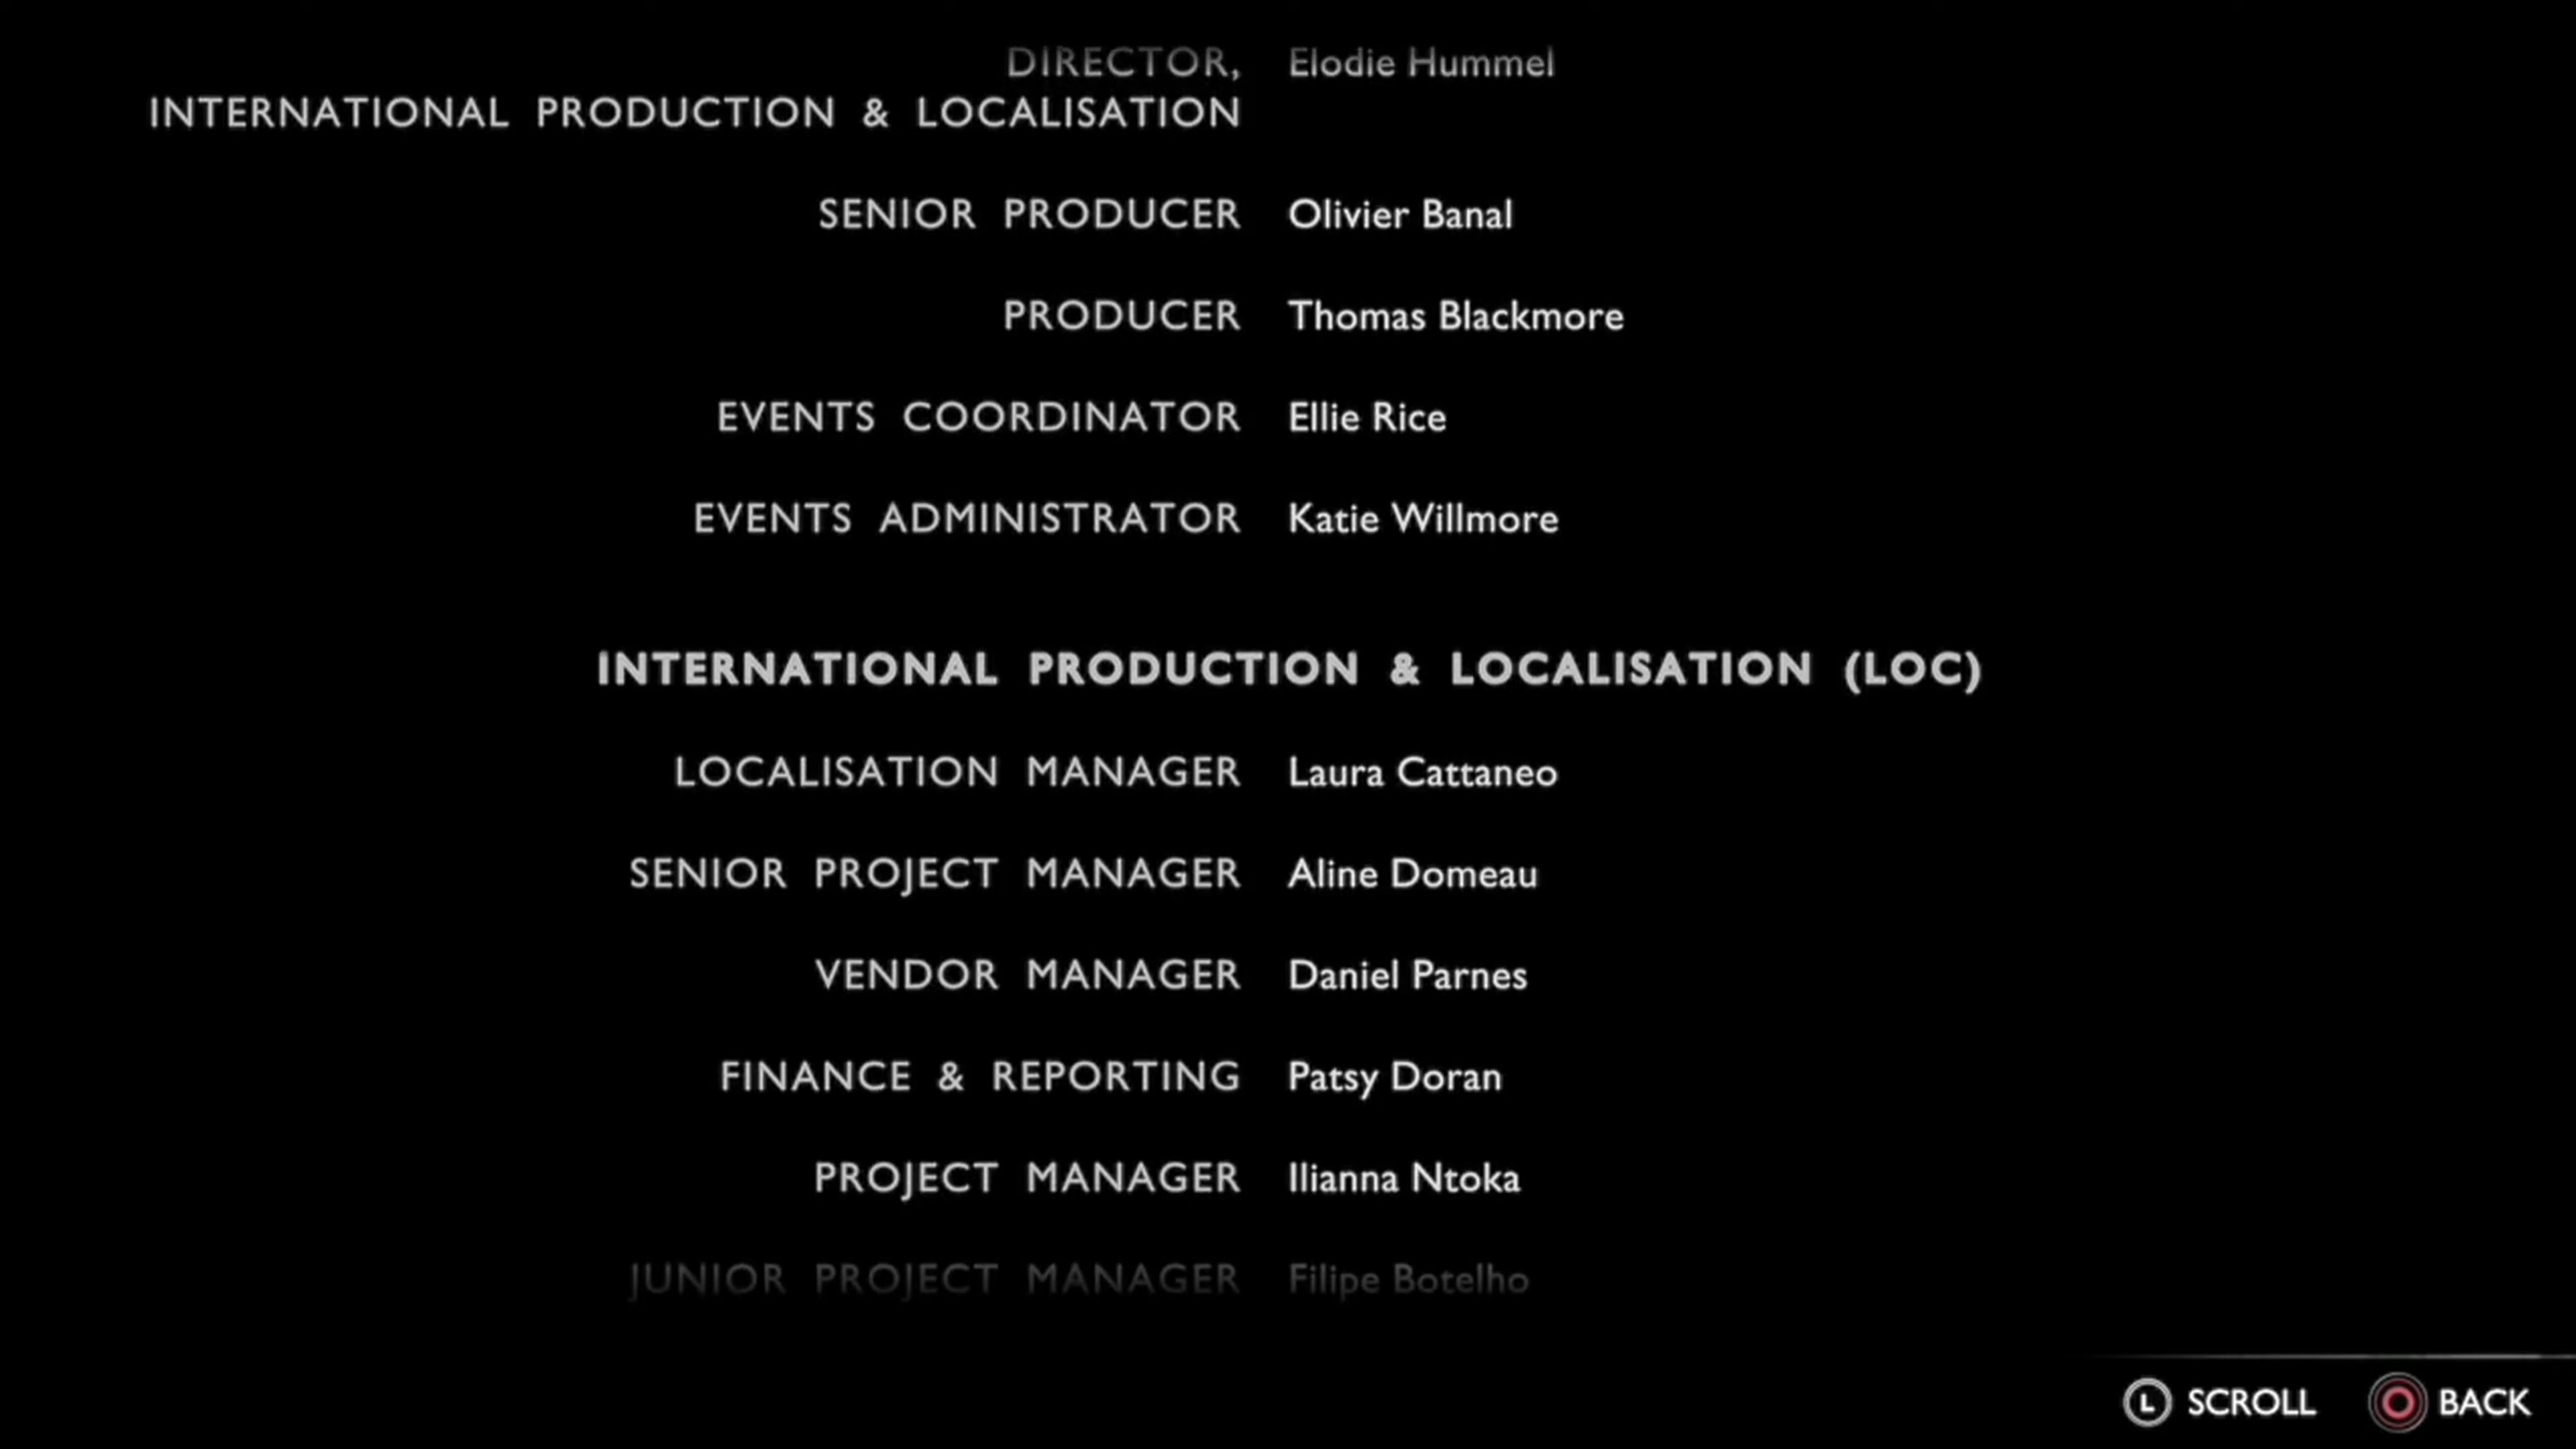 DIRECTOR, Elodie Hummel
INTERNATIONAL PRODUCTION & LOCALISATION
SENIOR PRODUCER Olivier Banal
PRODUCER Thomas Blackmore
EVENTS COORDINATOR Ellie Rice
EVENTS ADMINISTRATOR Katie Willmore
INTERNATIONAL PRODUCTION & LOCALISATION (LOC)
LOCALISATION MANAGER Laura Cattaneo
SENIOR PROJECT MANAGER Aline Domeau
VENDOR MANAGER Daniel Parnes
FINANCE & REPORTING Patsy Doran
PROJECT MANAGER Ilianna Ntoka
JUNIOR PROJECT MANAGER Filipe Botelho
L SCROLL BACK